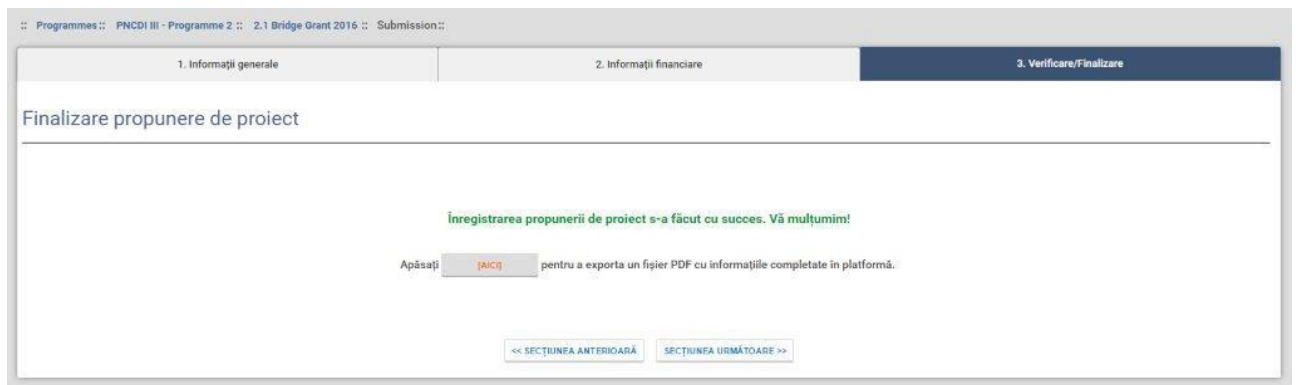 :: Programmes :: PNCDI III - Programme 2 :: 2.1 Bridge Grant 2016 :: Submission ::
1. Informații generale
2. Informații financiare
3. Verificare/Finalizare
Finalizare propunere de proiect
Înregistrarea propunerii de proiect s-a făcut cu succes. Vă mulțumim!
Apăsați [AICI] pentru a exporta un fișier PDF cu informațiile completate în platformă.
<< SECȚIUNEA ANTERIOARĂ SECȚIUNEA URMĂTOARE >>